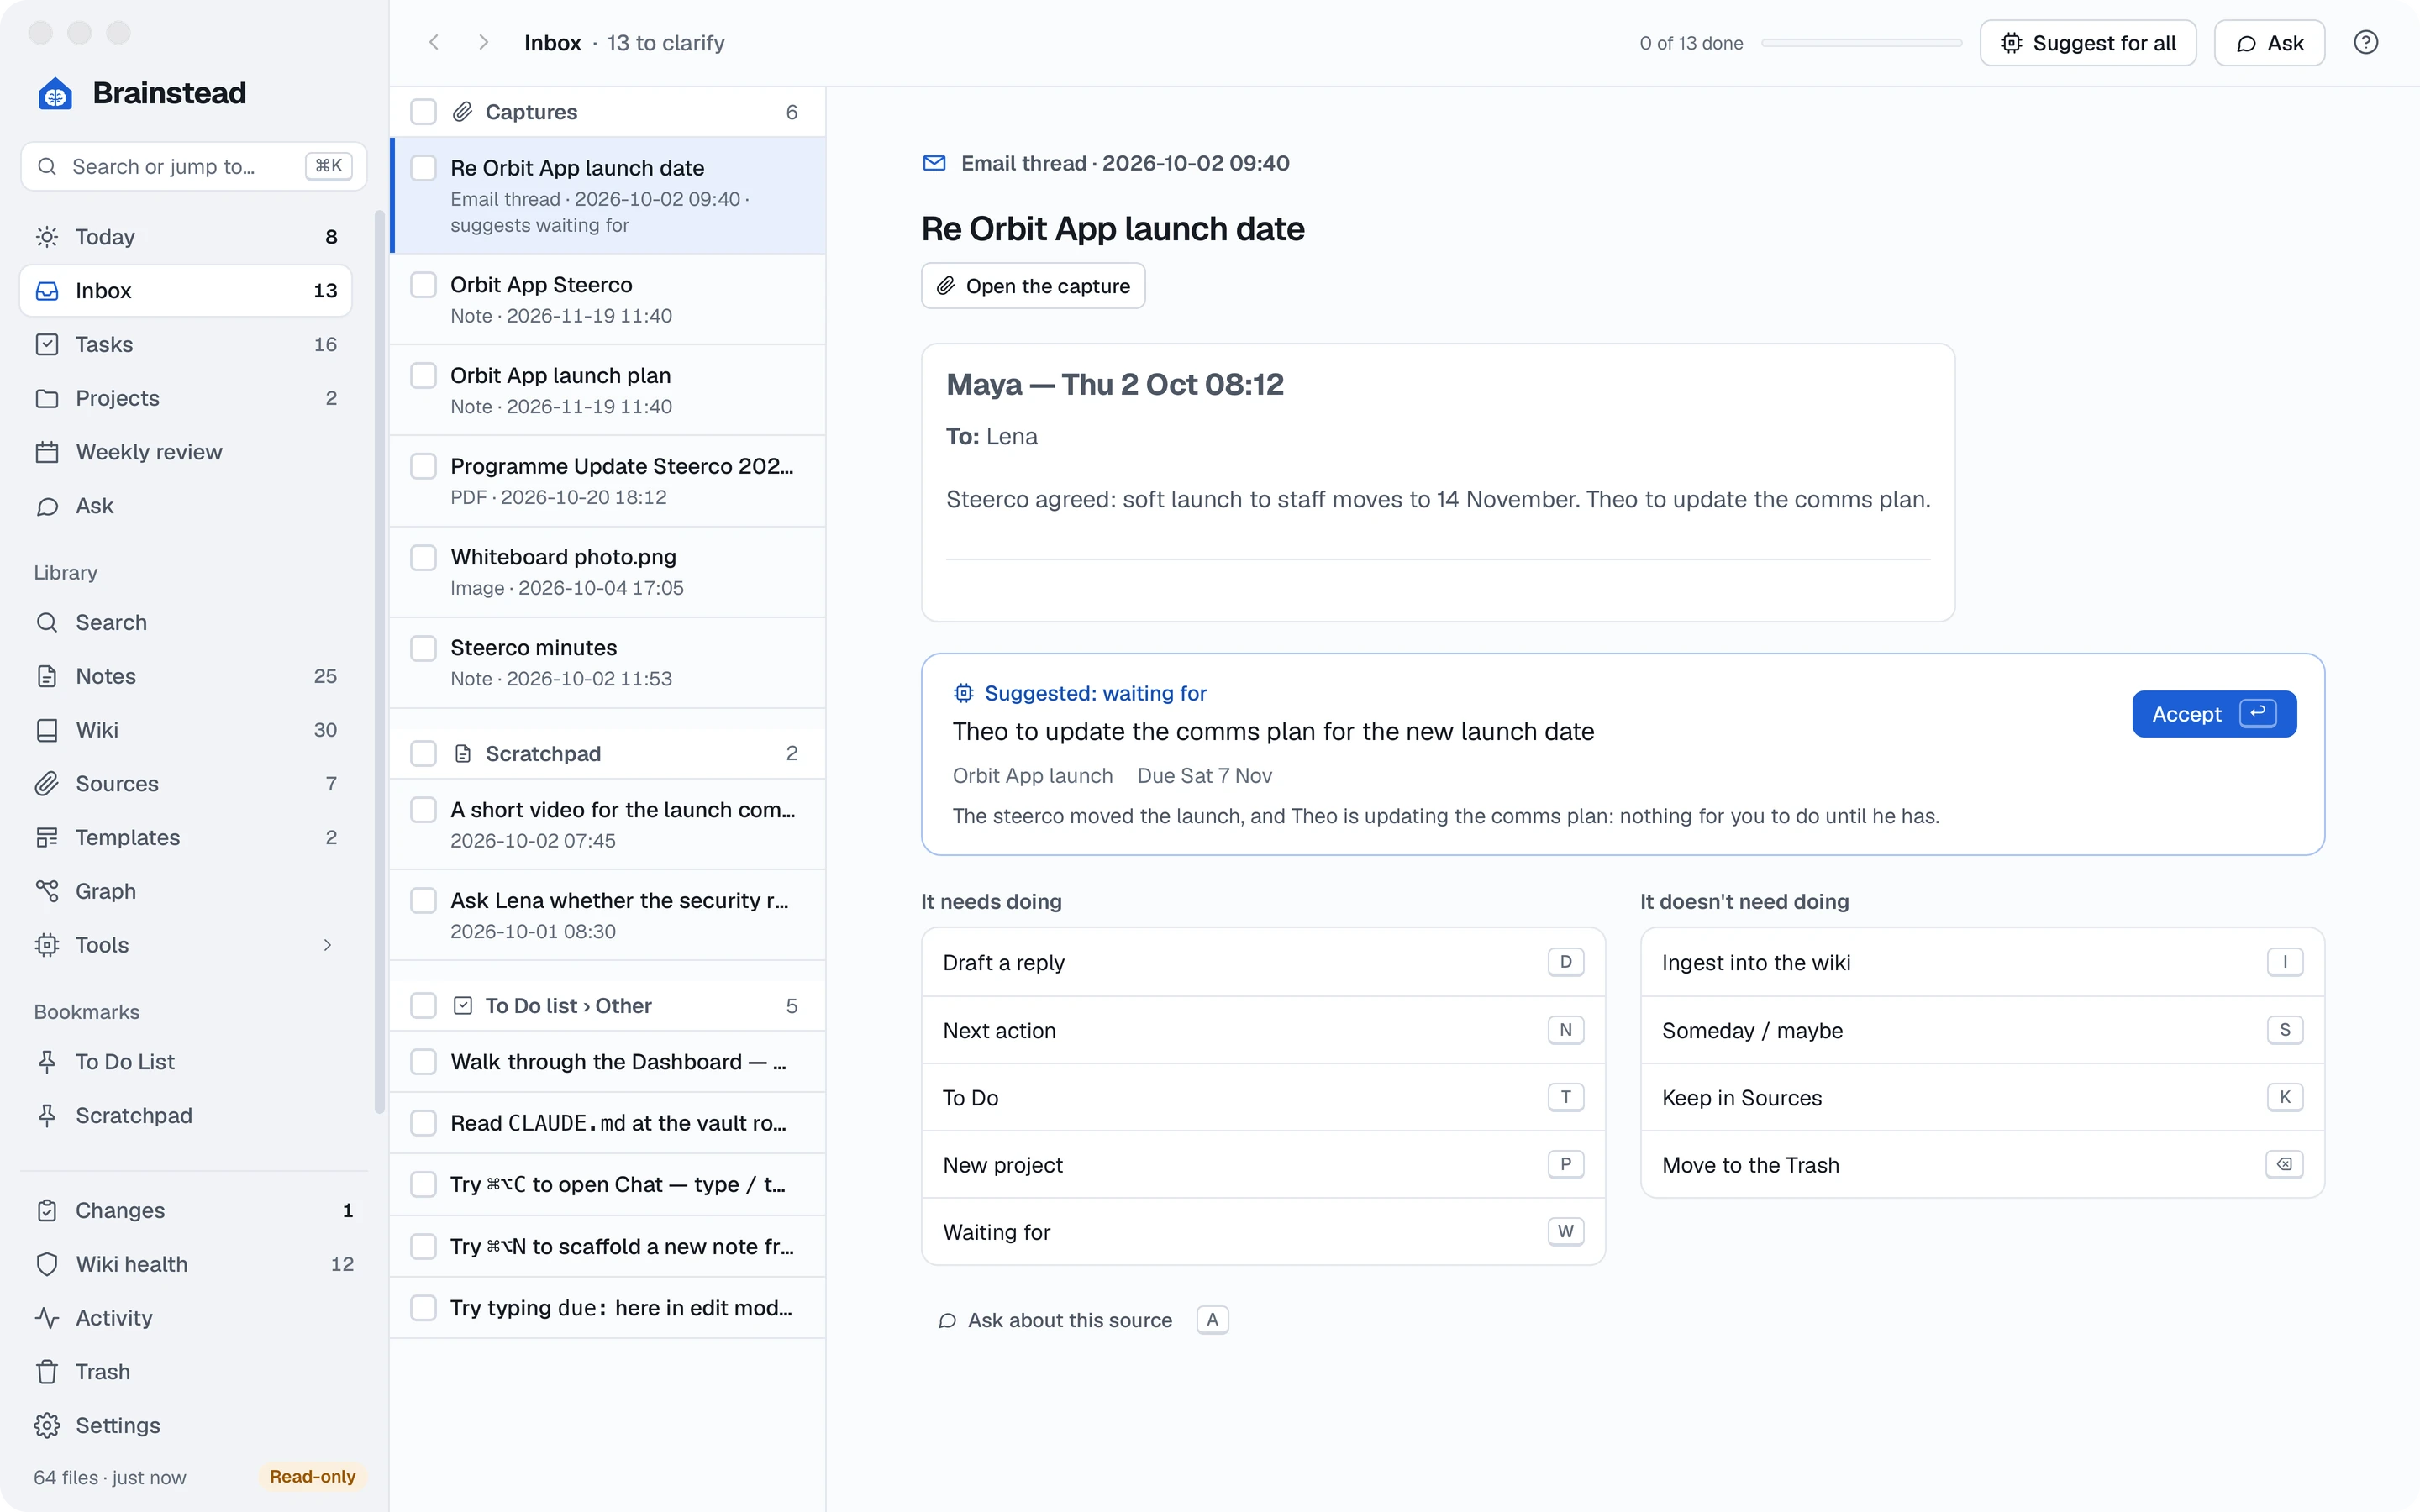 Brainstead
Search or jump to… ⌘K
Today 8
Inbox 13
Tasks 16
Projects 2
Weekly review
Ask
Library
Search
Notes 25
Wiki 30
Sources 7
Templates 2
Graph
Tools
Bookmarks
To Do List
Scratchpad
Changes 1
Wiki health 12
Activity
Trash
Settings
64 files · just now Read-only
Inbox · 13 to clarify
0 of 13 done
Suggest for all
Ask
Captures 6
Re Orbit App launch date
Email thread · 2026-10-02 09:40 ·
suggests waiting for
Orbit App Steerco
Note · 2026-11-19 11:40
Orbit App launch plan
Note · 2026-11-19 11:40
Programme Update Steerco 202…
PDF · 2026-10-20 18:12
Whiteboard photo.png
Image · 2026-10-04 17:05
Steerco minutes
Note · 2026-10-02 11:53
Scratchpad 2
A short video for the launch com…
2026-10-02 07:45
Ask Lena whether the security r…
2026-10-01 08:30
To Do list › Other 5
Walk through the Dashboard — …
Read CLAUDE.md at the vault ro…
Try ⌘⌥C to open Chat — type / t…
Try ⌘⌥N to scaffold a new note fr…
Try typing due: here in edit mod…
Email thread · 2026-10-02 09:40
Re Orbit App launch date
Open the capture
Maya — Thu 2 Oct 08:12
To: Lena
Steerco agreed: soft launch to staff moves to 14 November. Theo to update the comms plan.
Suggested: waiting for
Theo to update the comms plan for the new launch date
Orbit App launch Due Sat 7 Nov
The steerco moved the launch, and Theo is updating the comms plan: nothing for you to do until he has.
Accept
It needs doing
Draft a reply D
Next action N
To Do T
New project P
Waiting for W
It doesn't need doing
Ingest into the wiki I
Someday / maybe S
Keep in Sources K
Move to the Trash
Ask about this source A